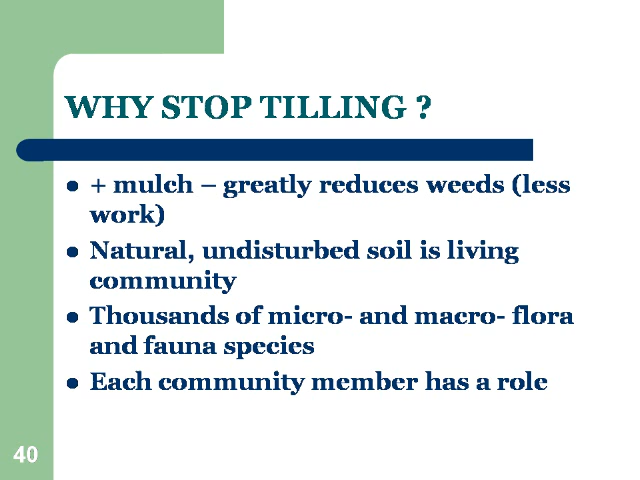 WHY STOP TILLING ?
+ mulch – greatly reduces weeds (less
work)
Natural, undisturbed soil is living
community
Thousands of micro- and macro- flora
and fauna species
Each community member has a role
40